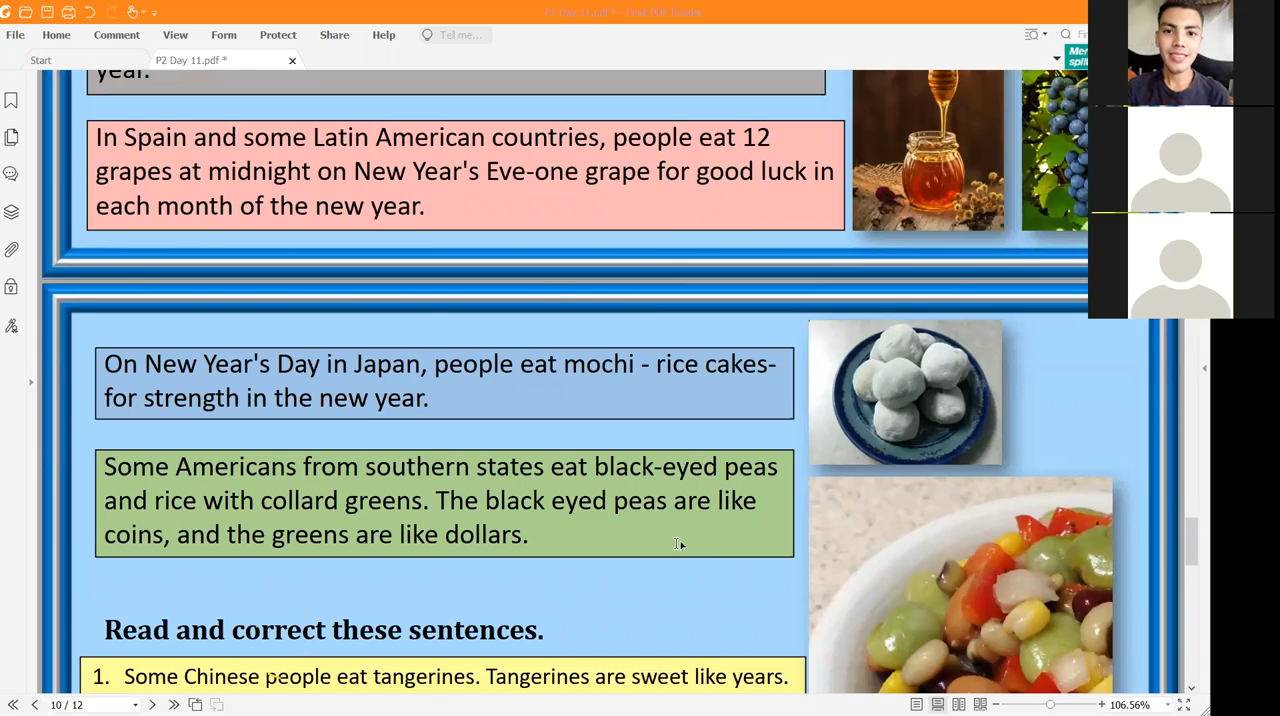 File Home Comment View Form Protect Share Help Tell me...
Start P2 Day 11.pdf *
year.
In Spain and some Latin American countries, people eat 12
grapes at midnight on New Year's Eve-one grape for good luck in
each month of the new year.
On New Year's Day in Japan, people eat mochi - rice cakes-
for strength in the new year.
Some Americans from southern states eat black-eyed peas
and rice with collard greens. The black eyed peas are like
coins, and the greens are like dollars.
Read and correct these sentences.
1. Some Chinese people eat tangerines. Tangerines are sweet like years.
10 / 12 106.56%